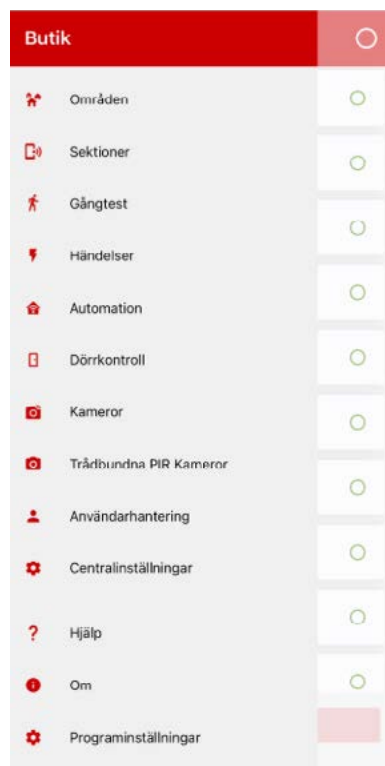 Butik
Områden
Sektioner
Gångtest
Händelser
Automation
Dörrkontroll
Kameror
Trådbundna PIR Kameror
Användarhantering
Centralinställningar
Hjälp
Om
Programinställningar